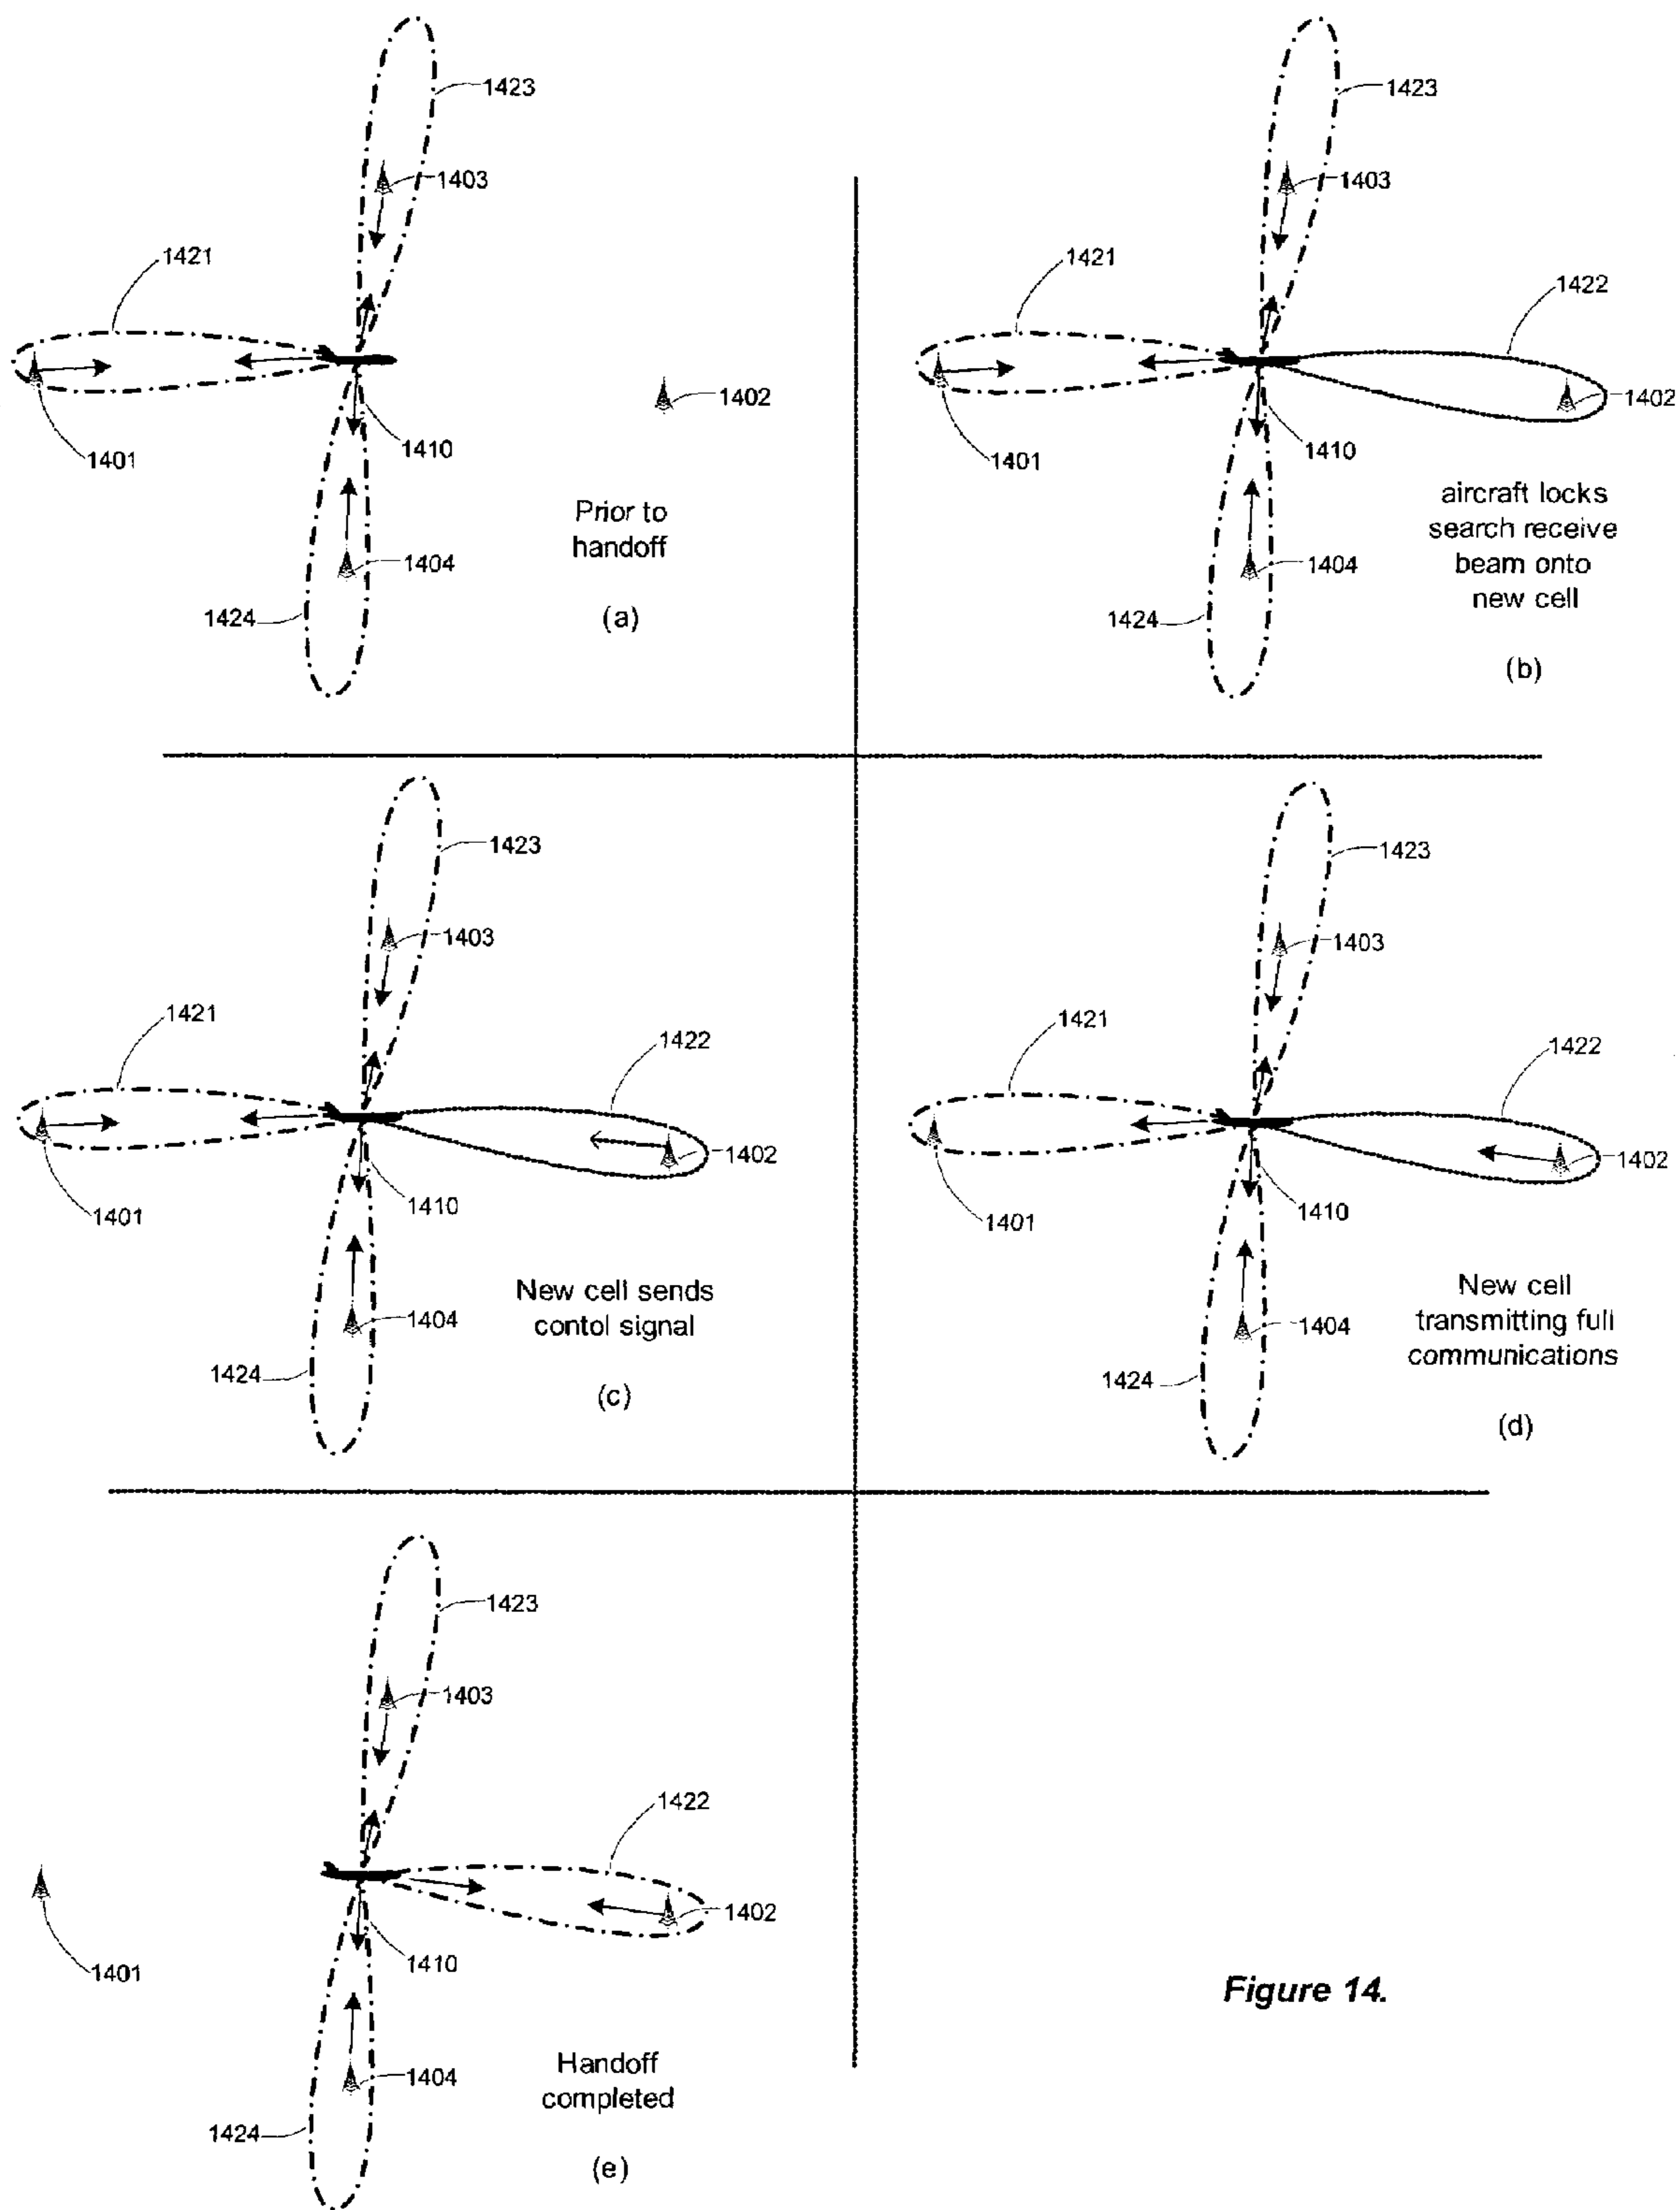 1423
1403
1421
1402
1401
1410
Prior to
handoff
1404
1424
(a)
1423
1403
1421
1422
1402
1401
1410
aircraft locks
search receive
beam onto
new cell
1404
1424
(b)
1423
1403
1421
1422
1402
1401
1410
New cell sends
contol signal
1404
1424
(c)
1423
1403
1421
1422
1402
1401
1410
New cell
transmitting full
communications
1404
1424
(d)
1423
1403
1422
1402
1401
1410
Handoff
completed
1404
1424
(e)
Figure 14.